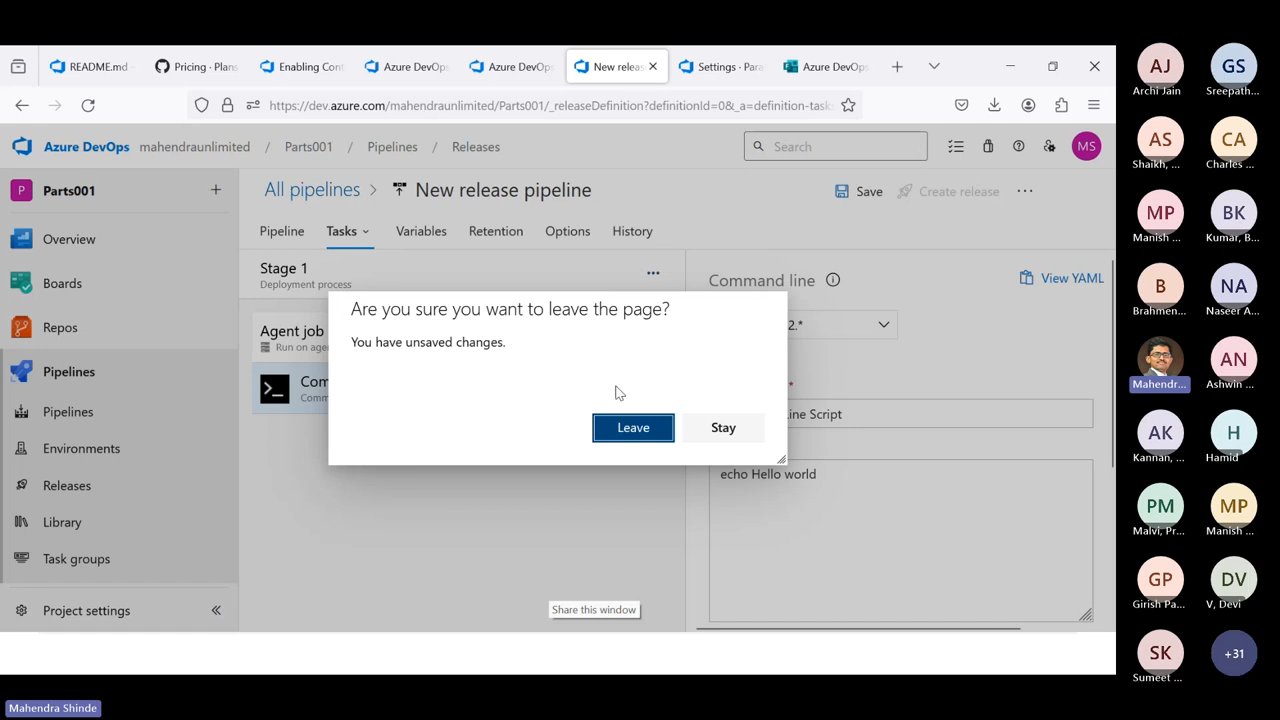 README.md
Pricing · Plans
Enabling Cont
Azure DevOps
Azure DevOps
New releas
Settings · Para
Azure DevOps
https://dev.azure.com/mahendraunlimited/Parts001/_releaseDefinition?definitionId=0&_a=definition-task
Azure DevOps
mahendraunlimited / Parts001 / Pipelines / Releases
Search
MS
P
Parts001
Overview
Boards
Repos
Pipelines
Pipelines
Environments
Releases
Library
Task groups
Project settings
All pipelines > New release pipeline
Save
Create release
Pipeline
Tasks
Variables
Retention
Options
History
Stage 1
Deployment process
Agent job
Run on agen
Com
Comm
Command line
View YAML
2.*
*
Line Script
echo Hello world
Are you sure you want to leave the page?
You have unsaved changes.
Leave
Stay
Share this window
AJ
Archi Jain
GS
Sreepath...
AS
Shaikh, ...
CA
Charles ...
MP
Manish ...
BK
Kumar, B...
B
Brahmen...
NA
Naseer A...
Mahendr...
AN
Ashwin ...
AK
Kannan, ...
H
Hamid
PM
Malvi, Pr...
MP
Manish ...
GP
Girish Pa...
DV
V, Devi
SK
Sumeet ...
+31
Mahendra Shinde